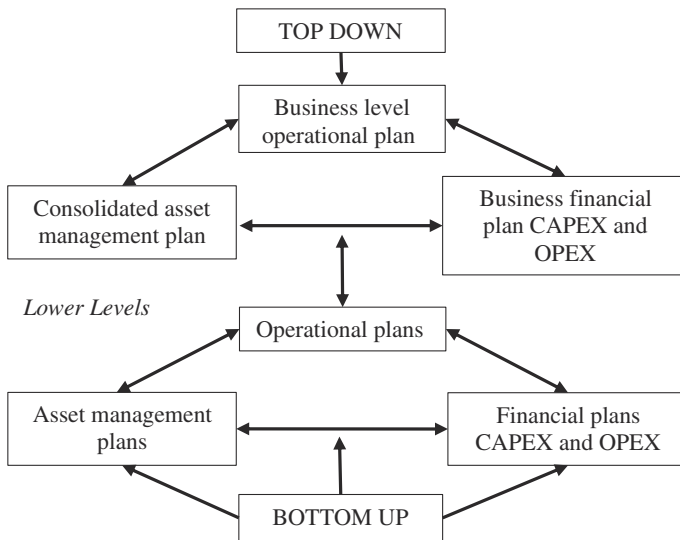 TOP DOWN
Business level
operational plan
Consolidated asset
management plan
Business financial
plan CAPEX and
OPEX
Lower Levels
Operational plans
Asset management
plans
Financial plans
CAPEX and OPEX
BOTTOM UP